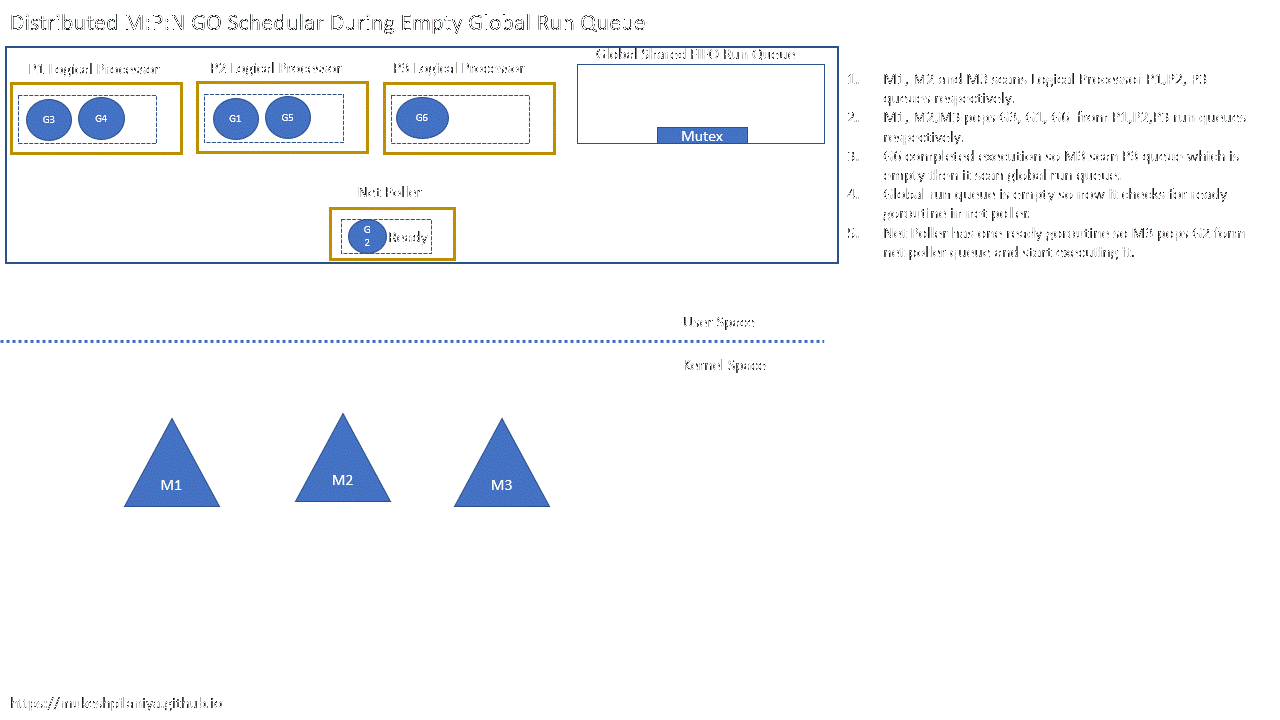 Distributed M:P:N GO Schedular During Empty Global Run Queue
P1 Logical Processor
P2 Logical Processor
P3 Logical Processor
Global Shared FIFO Run Queue
G3
G4
G1
G5
G6
Mutex
Net Poller
G
2
Ready
1. M1, M2 and M3 scans Logical Processor P1,P2, P3
queues respectively.
2. M1, M2,M3 pops G3, G1, G6 from P1,P2,P3 run queues
respectively.
3. G6 completed execution so M3 scan P3 queue which is
empty then it scan global run queue.
4. Global run queue is empty so now it checks for ready
goroutine in net poller.
5. Net Poller has one ready goroutine so M3 pops G2 form
net poller queue and start executing it.
User Space
Kernel Space
M1
M2
M3
https://mukeshpilaniya.github.io